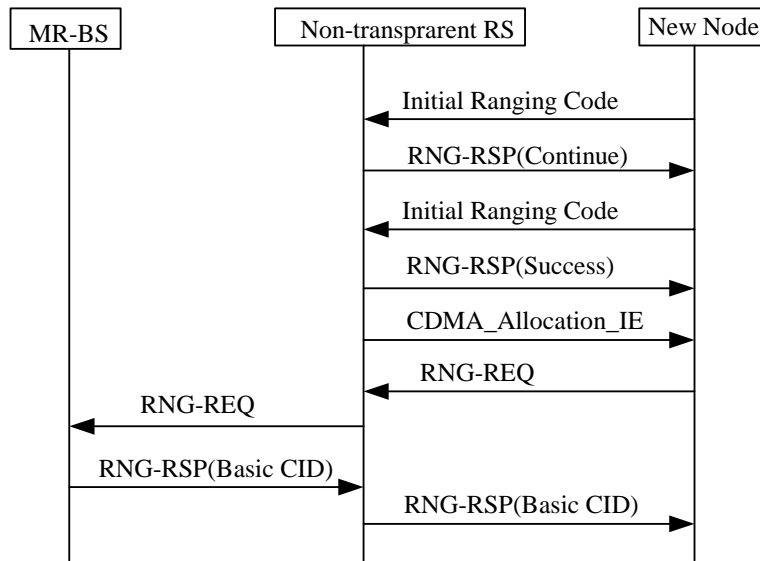 MR-BS
Non-transprarent RS
New Node
Initial Ranging Code
RNG-RSP(Continue)
Initial Ranging Code
RNG-RSP(Success)
CDMA_Allocation_IE
RNG-REQ
RNG-REQ
RNG-RSP(Basic CID)
RNG-RSP(Basic CID)